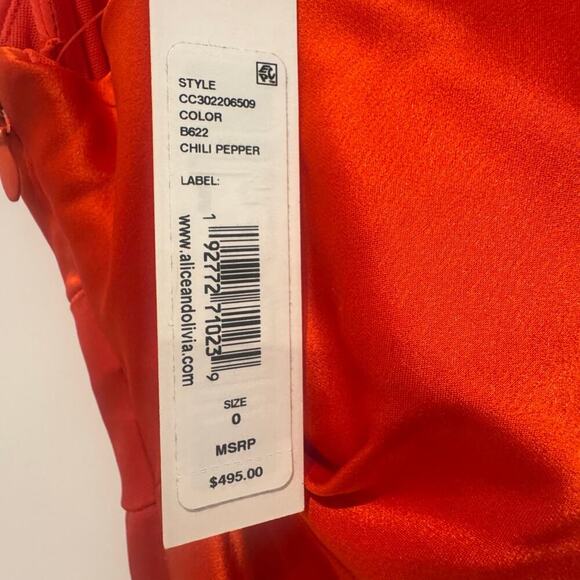 STYLE
CC302206509
COLOR
B622
CHILI PEPPER
LABEL:
1 92772 71023 9
www.aliceandolivia.com
SIZE
0
MSRP
$495.00